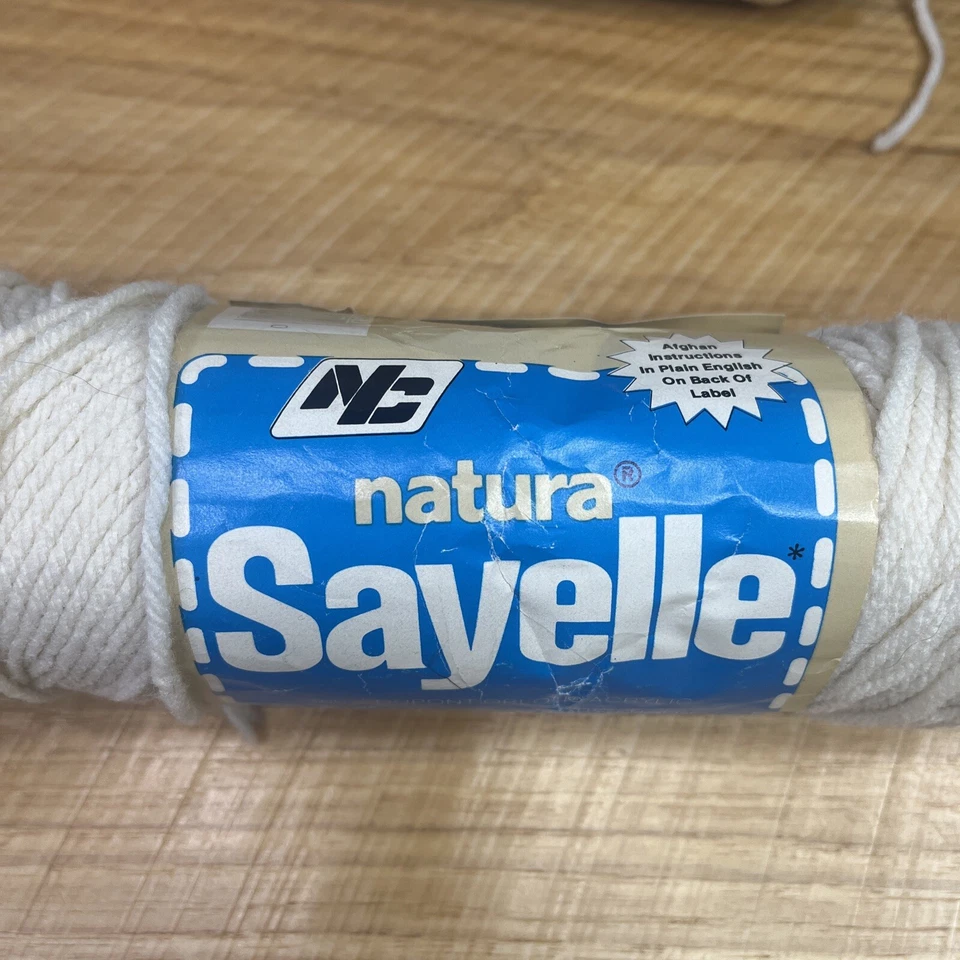 NC
Afghan
Instructions
In Plain English
On Back Of
Label
natura®
Sayelle*